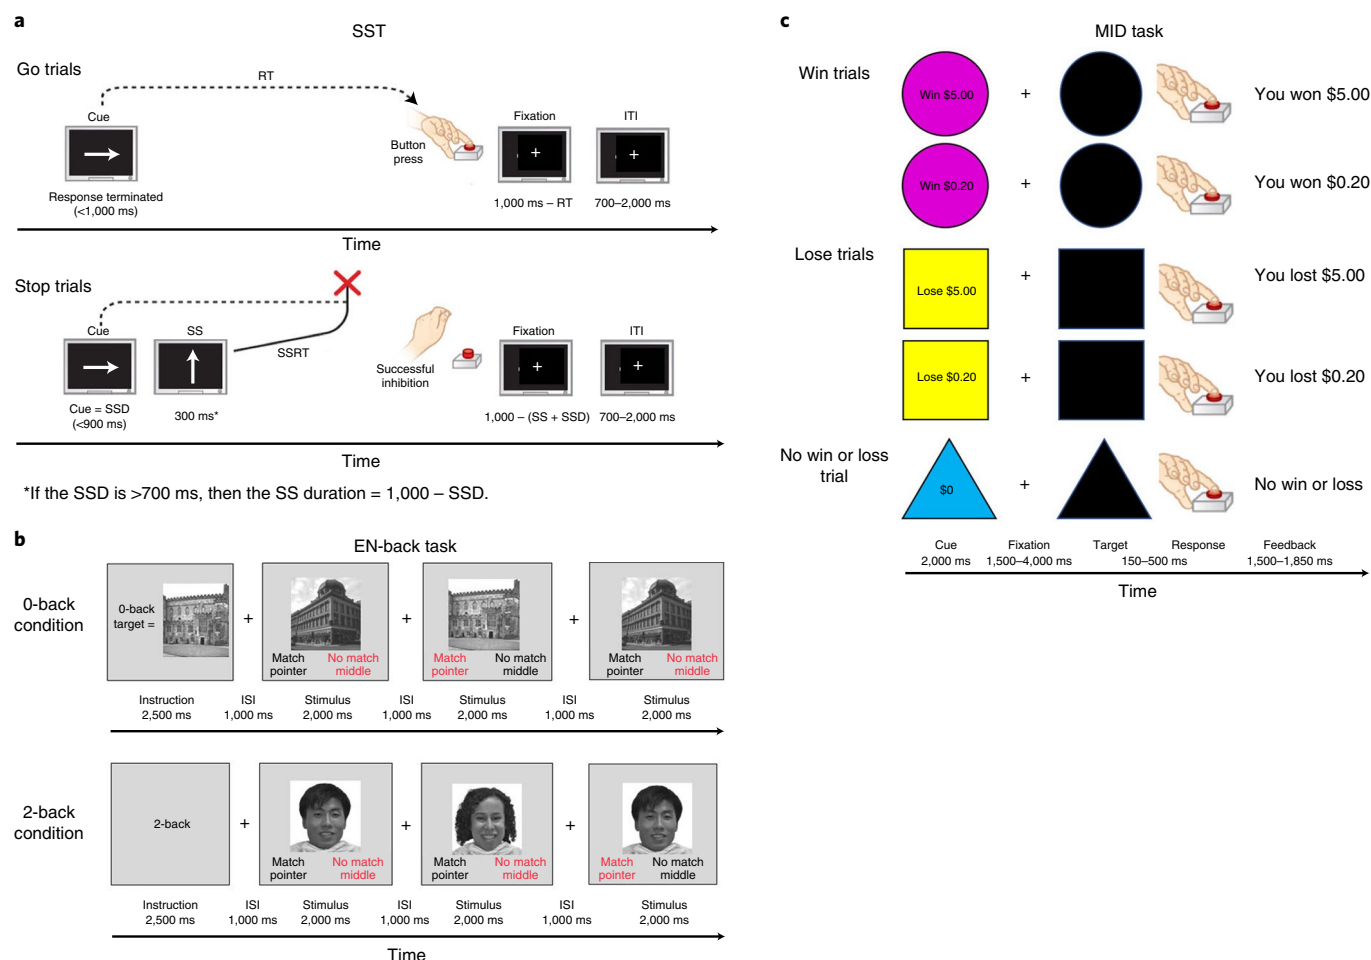 a
SST
Go trials
RT
Cue
Button
press
Fixation
ITI
Response terminated
(<1,000 ms)
1,000 ms – RT
700–2,000 ms
Time
Stop trials
Cue
SS
SSRT
Successful
inhibition
Fixation
ITI
Cue = SSD
(<900 ms)
300 ms*
1,000 – (SS + SSD)
700–2,000 ms
Time
*If the SSD is >700 ms, then the SS duration = 1,000 – SSD.
b
EN-back task
0-back
condition
0-back
target =
+
Match
pointer
No match
middle
+
Match
pointer
No match
middle
+
Match
pointer
No match
middle
Instruction
2,500 ms
ISI
1,000 ms
Stimulus
2,000 ms
ISI
1,000 ms
Stimulus
2,000 ms
ISI
1,000 ms
Stimulus
2,000 ms
2-back
condition
2-back
+
Match
pointer
No match
middle
+
Match
pointer
No match
middle
+
Match
pointer
No match
middle
Instruction
2,500 ms
ISI
1,000 ms
Stimulus
2,000 ms
ISI
1,000 ms
Stimulus
2,000 ms
ISI
1,000 ms
Stimulus
2,000 ms
Time
c
MID task
Win trials
Win $5.00
+
You won $5.00
Win $0.20
+
You won $0.20
Lose trials
Lose $5.00
+
You lost $5.00
Lose $0.20
+
You lost $0.20
No win or loss
trial
$0
+
No win or loss
Cue
2,000 ms
Fixation
1,500–4,000 ms
Target
Response
150–500 ms
Feedback
1,500–1,850 ms
Time